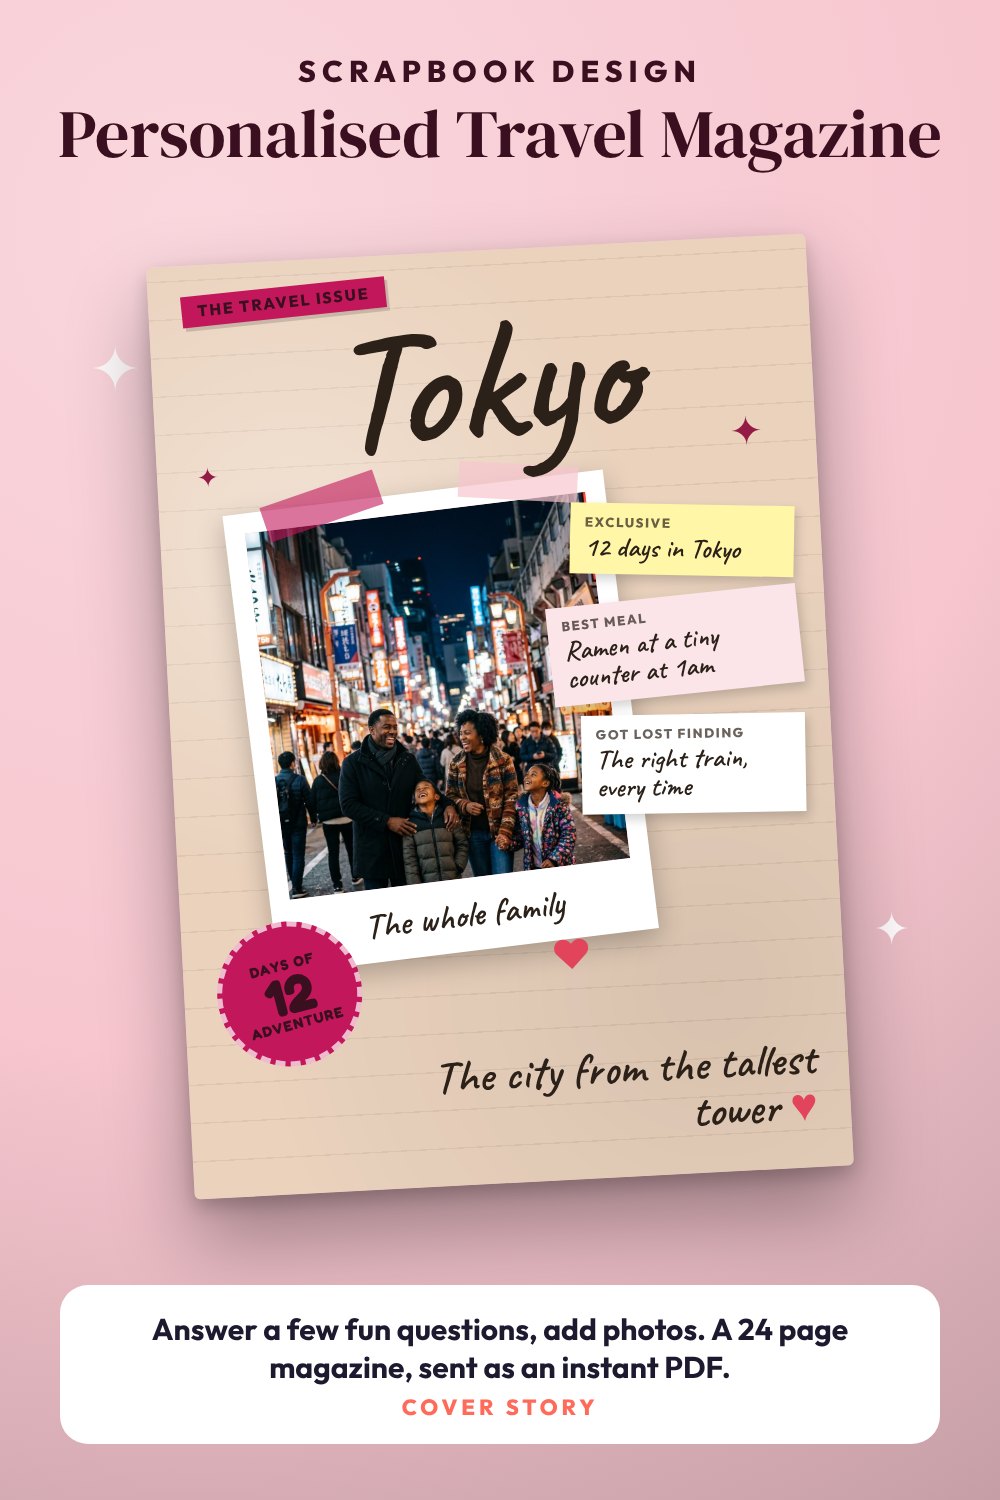 SCRAPBOOK DESIGN
Personalised Travel Magazine
THE TRAVEL ISSUE
Tokyo
EXCLUSIVE
12 days in Tokyo
BEST MEAL
Ramen at a tiny
counter at 1am
GOT LOST FINDING
The right train,
every time
The whole family
DAYS OF
12
ADVENTURE
The city from the tallest
tower ♥
Answer a few fun questions, add photos. A 24 page
magazine, sent as an instant PDF.
COVER STORY